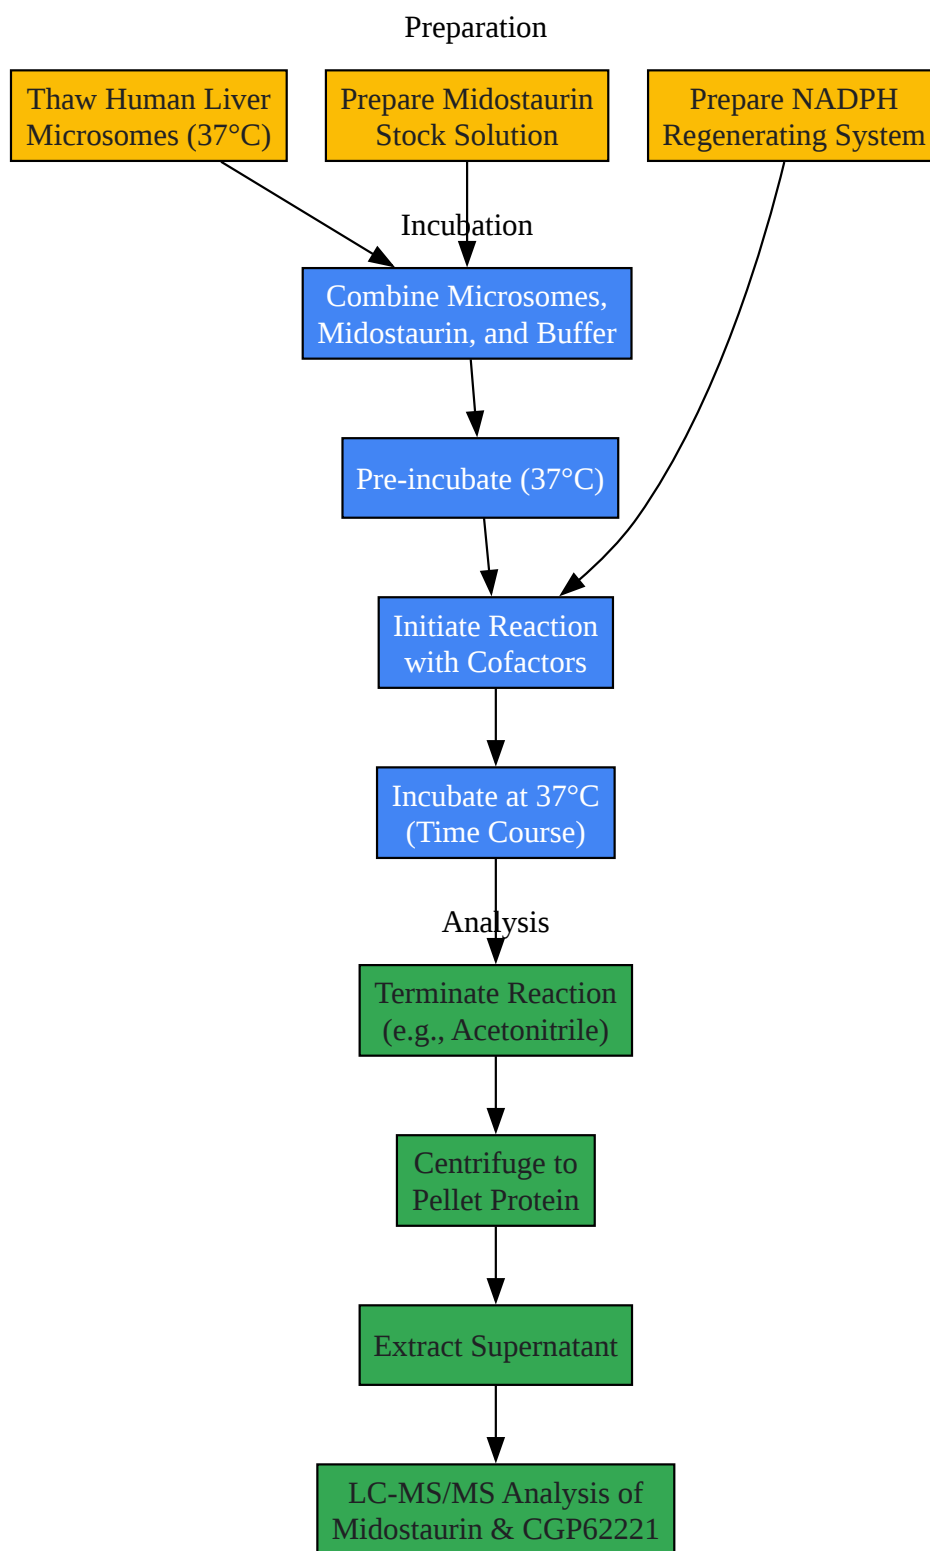 Preparation
Thaw Human Liver
Microsomes (37°C)
Prepare Midostaurin
Stock Solution
Prepare NADPH
Regenerating System
Incubation
Combine Microsomes,
Midostaurin, and Buffer
Pre-incubate (37°C)
Initiate Reaction
with Cofactors
Incubate at 37°C
(Time Course)
Analysis
Terminate Reaction
(e.g., Acetonitrile)
Centrifuge to
Pellet Protein
Extract Supernatant
LC-MS/MS Analysis of
Midostaurin & CGP62221